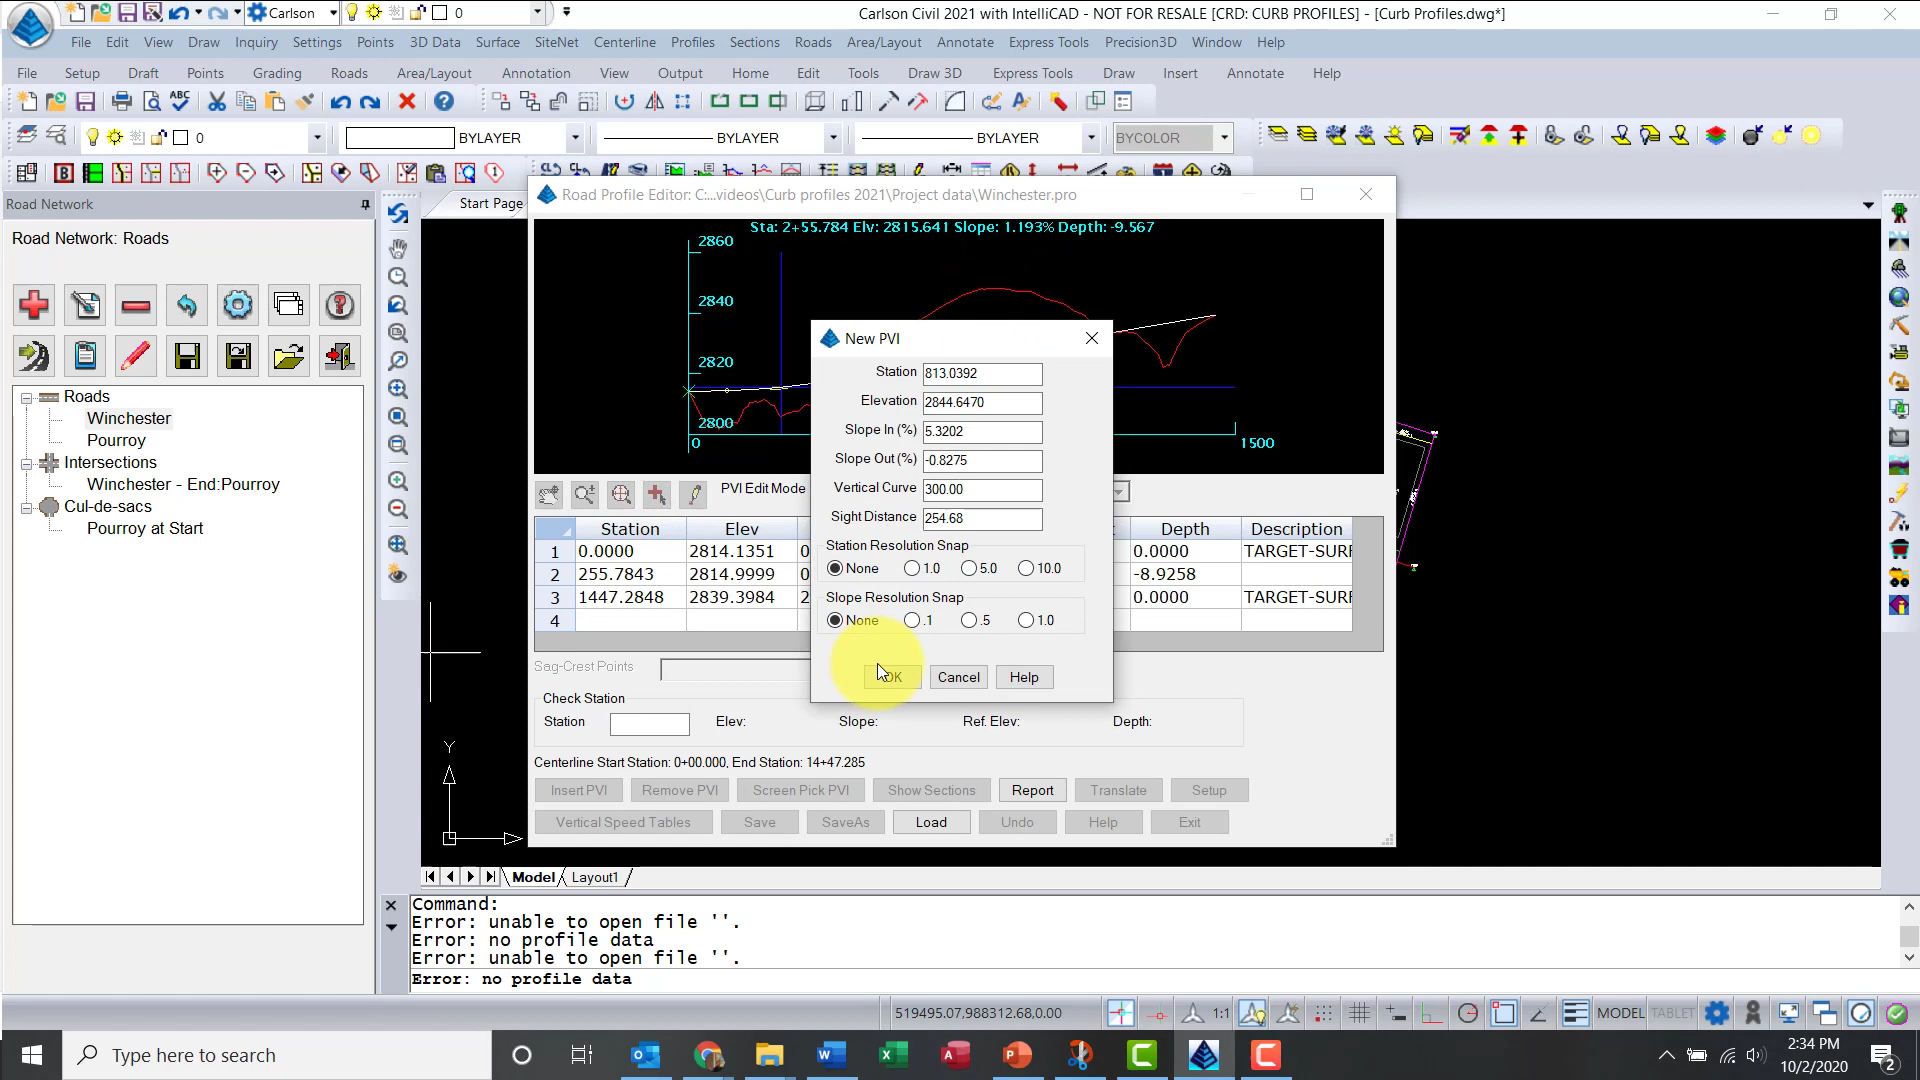 Carlson
0
Carlson Civil 2021 with IntelliCAD - NOT FOR RESALE [CRD: CURB PROFILES] - [Curb Profiles.dwg*]
File Edit View Draw Inquiry Settings Points 3D Data Surface SiteNet Centerline Profiles Sections Roads Area/Layout Annotate Express Tools Precision3D Window Help
File Setup Draft Points Grading Roads Area/Layout Annotation View Output Home Edit Tools Draw 3D Express Tools Draw Insert Annotate Help
ABC
0 BYLAYER BYLAYER BYLAYER BYCOLOR
Road Network
Start Page
Road Profile Editor: C:...videos\Curb profiles 2021\Project data\Winchester.pro
Road Network: Roads
Roads
Winchester
Pourroy
Intersections
Winchester - End:Pourroy
Cul-de-sacs
Pourroy at Start
Sta: 2+55.784 Elv: 2815.641 Slope: 1.193% Depth: -9.567
2860
2840
2820
2800
0
1500
New PVI
Station 813.0392
Elevation 2844.6470
Slope In (%) 5.3202
Slope Out (%) -0.8275
Vertical Curve 300.00
Sight Distance 254.68
Station Resolution Snap
None 1.0 5.0 10.0
Slope Resolution Snap
None .1 .5 1.0
OK Cancel Help
PVI Edit Mode
Station Elev Depth Description
1 0.0000 2814.1351 0 0.0000 TARGET-SURF
2 255.7843 2814.9999 0 -8.9258
3 1447.2848 2839.3984 2 0.0000 TARGET-SURF
4
Sag-Crest Points
Check Station
Station Elev: Slope: Ref. Elev: Depth:
Centerline Start Station: 0+00.000, End Station: 14+47.285
Insert PVI Remove PVI Screen Pick PVI Show Sections Report Translate Setup
Vertical Speed Tables Save SaveAs Load Undo Help Exit
Y
Model Layout1
Command:
Error: unable to open file ''.
Error: no profile data
Error: unable to open file ''.
Error: no profile data
519495.07,988312.68,0.00 1:1 MODEL TABLET
Type here to search
2:34 PM
10/2/2020
2